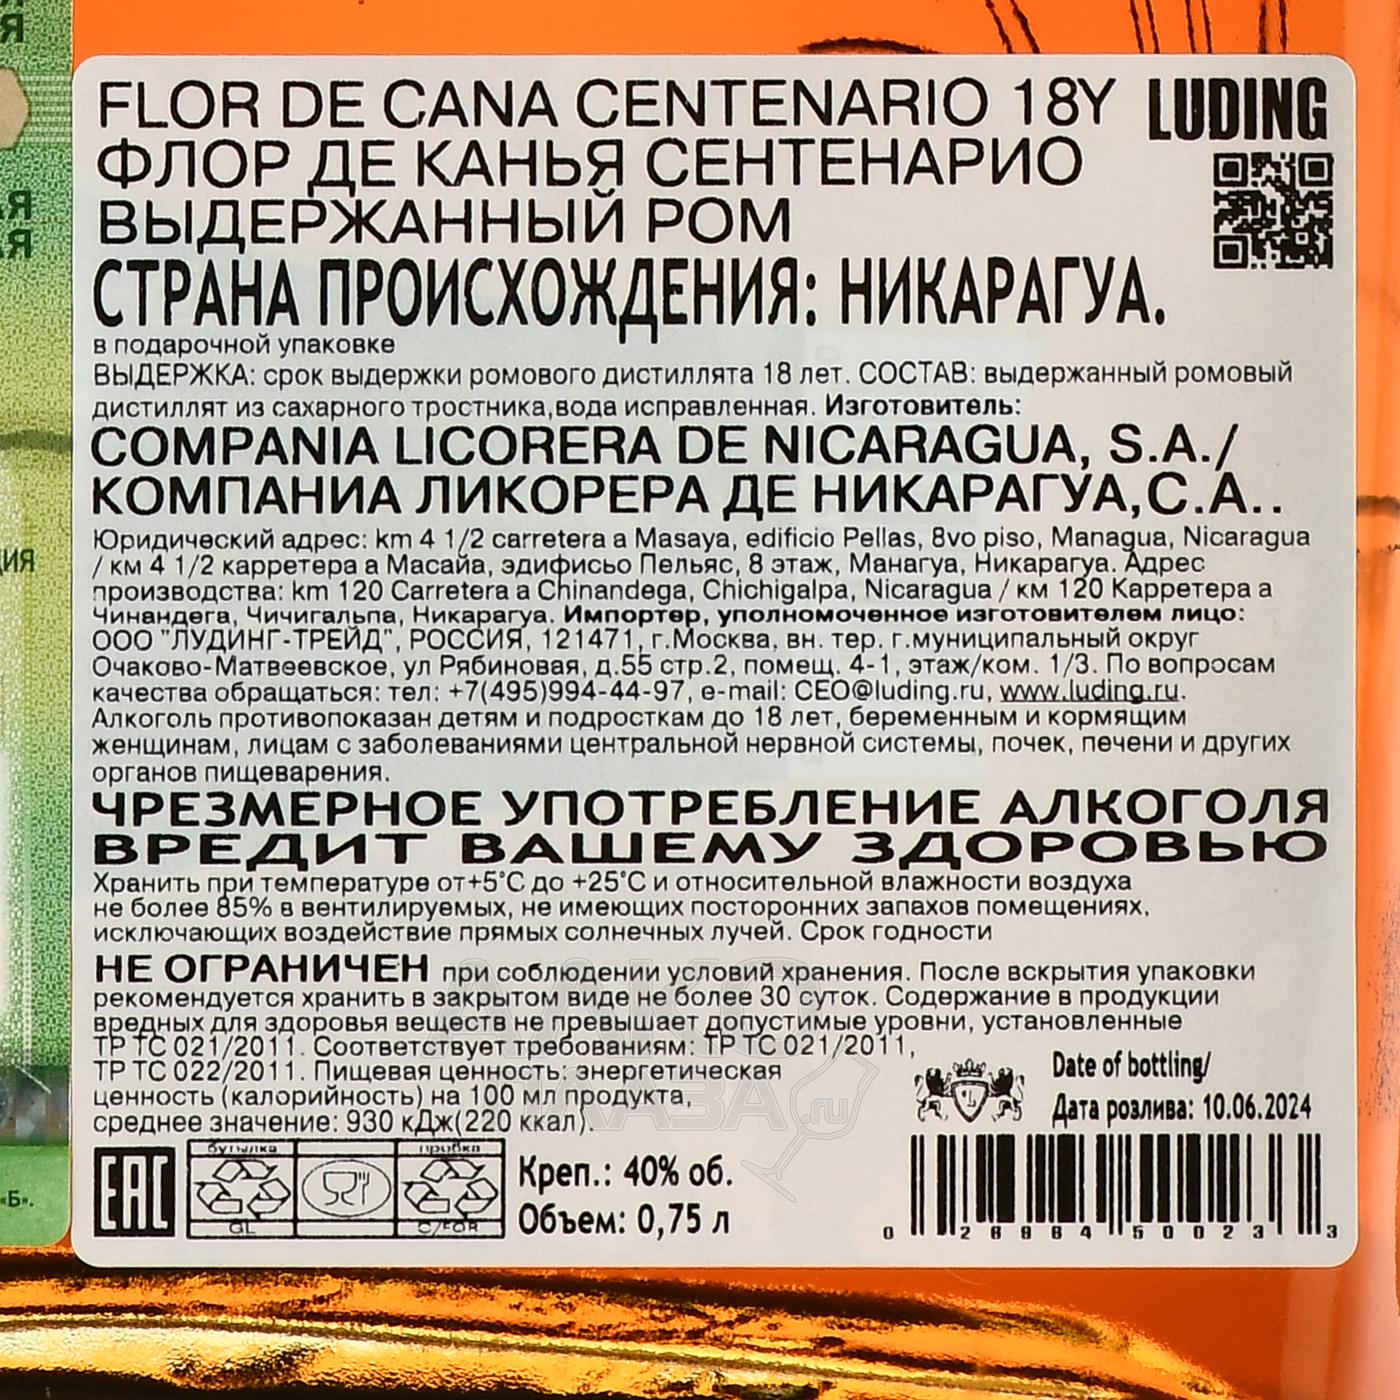 FLOR DE CANA CENTENARIO 18Y
LUDING
ФЛОР ДЕ КАНЬЯ СЕНТЕНАРИО
ВЫДЕРЖАННЫЙ РОМ
СТРАНА ПРОИСХОЖДЕНИЯ: НИКАРАГУА.
в подарочной упаковке
ВЫДЕРЖКА: срок выдержки ромового дистиллята 18 лет. СОСТАВ: выдержанный ромовый
дистиллят из сахарного тростника,вода исправленная. Изготовитель:
COMPANIA LICORERA DE NICARAGUA, S.A./
КОМПАНИА ЛИКОРЕРА ДЕ НИКАРАГУА,С.А..
Юридический адрес: km 4 1/2 carretera a Masaya, edificio Pellas, 8vo piso, Managua, Nicaragua
/ км 4 1/2 карретера а Масайа, эдифисьо Пельяс, 8 этаж, Манагуа, Никарагуа. Адрес
производства: km 120 Carretera a Chinandega, Chichigalpa, Nicaragua / км 120 Карретера а
Чинандега, Чичигальпа, Никарагуа. Импортер, уполномоченное изготовителем лицо:
ООО "ЛУДИНГ-ТРЕЙД", РОССИЯ, 121471, г.Москва, вн. тер. г.муниципальный округ
Очаково-Матвеевское, ул Рябиновая, д.55 стр.2, помещ. 4-1, этаж/ком. 1/3. По вопросам
качества обращаться: тел: +7(495)994-44-97, e-mail: CEO@luding.ru, www.luding.ru.
Алкоголь противопоказан детям и подросткам до 18 лет, беременным и кормящим
женщинам, лицам с заболеваниями центральной нервной системы, почек, печени и других
органов пищеварения.
ЧРЕЗМЕРНОЕ УПОТРЕБЛЕНИЕ АЛКОГОЛЯ
ВРЕДИТ ВАШЕМУ ЗДОРОВЬЮ
Хранить при температуре от+5°С до +25°С и относительной влажности воздуха
не более 85% в вентилируемых, не имеющих посторонних запахов помещениях,
исключающих воздействие прямых солнечных лучей. Срок годности
НЕ ОГРАНИЧЕН при соблюдении условий хранения. После вскрытия упаковки
рекомендуется хранить в закрытом виде не более 30 суток. Содержание в продукции
вредных для здоровья веществ не превышает допустимые уровни, установленные
ТР ТС 021/2011. Соответствует требованиям: ТР ТС 021/2011,
ТР ТС 022/2011. Пищевая ценность: энергетическая
ценность (калорийность) на 100 мл продукта,
среднее значение: 930 кДж(220 ккал).
Date of bottling/
Дата розлива: 10.06.2024
EAC
бутылка
пробка
GL
C/FOR
Креп.: 40% об.
Объем: 0,75 л
0 28984 50023 3
«Б».